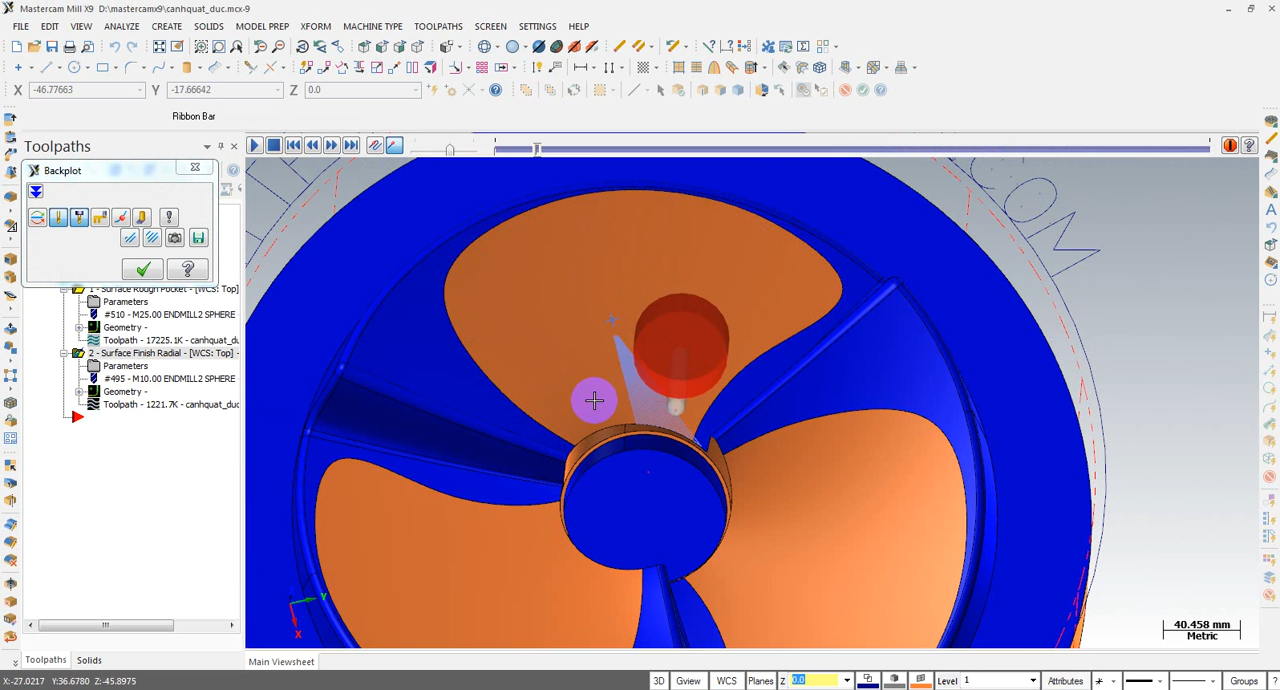 Mastercam Mill X9 D:\mastercamx9\canhquat_duc.mcx-9
FILE EDIT VIEWS ANALYZE CREATE SOLIDS MODEL PREP XFORM MACHINE TYPE TOOLPATHS SCREEN SETTINGS HELP
X -46.77663 Y -17.66642 Z 0.0
Ribbon Bar
Toolpaths
Backplot
1 - Surface Rough Pocket - [WCS: Top]
Parameters
#510 - M25.00 ENDMILL2 SPHERE
Geometry -
Toolpath - 17225.1K - canhquat_du
2 - Surface Finish Radial - [WCS: Top] -
Parameters
#495 - M10.00 ENDMILL2 SPHERE
Geometry -
Toolpath - 1221.7K - canhquat_duc
COM
Y
X
40.458 mm
Metric
Toolpaths Solids
Main Viewsheet
X:-27.0217 Y:36.6780 Z:-45.8975
3D Gview WCS Planes Z 0.0 Level 1 Attributes Groups ?